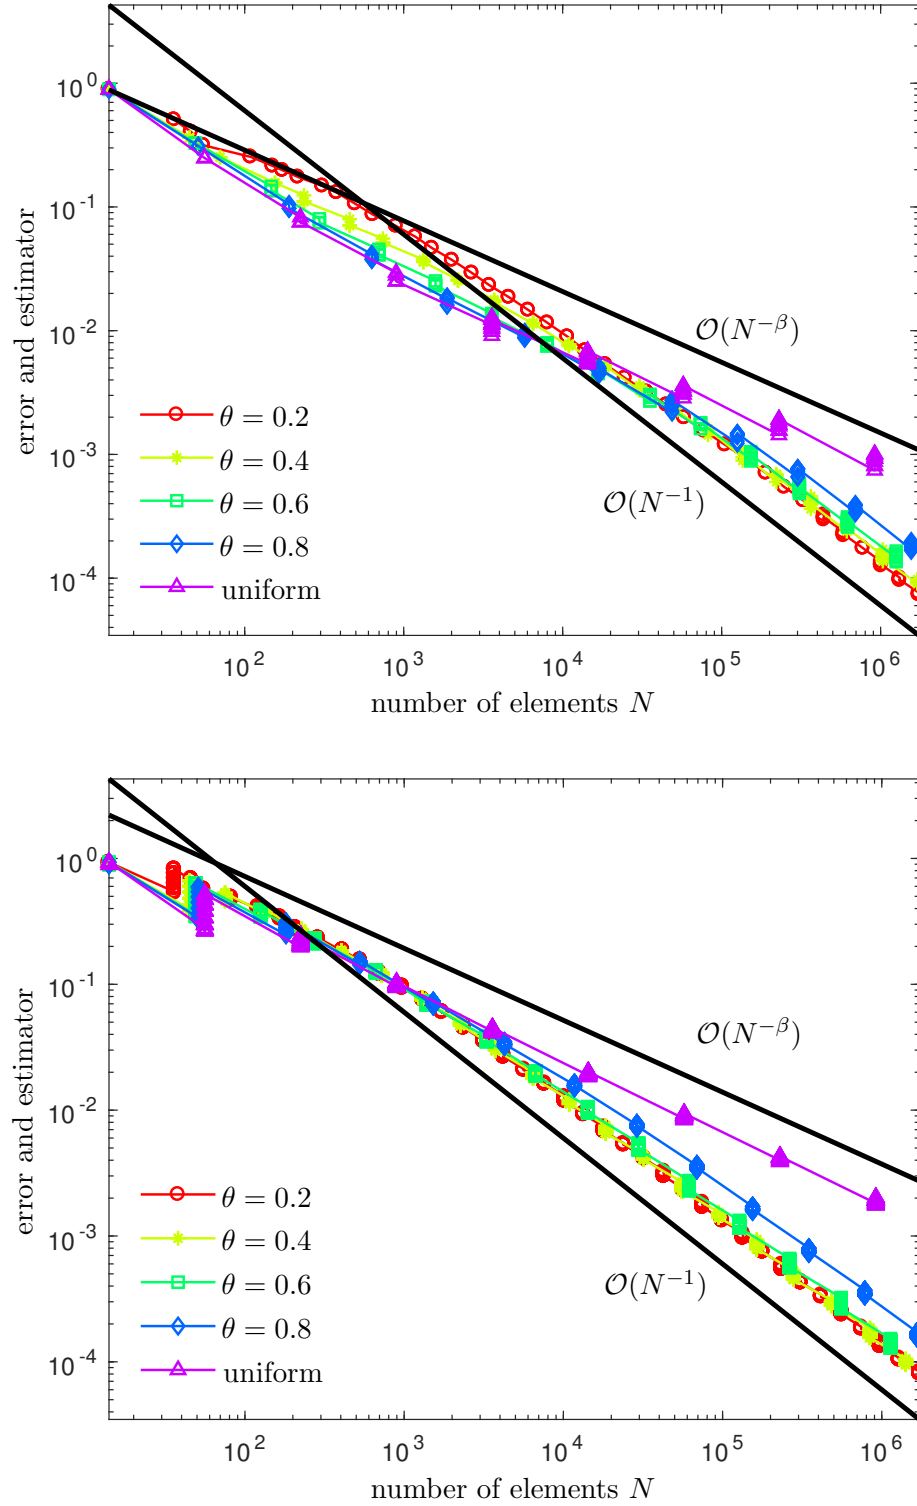 10^0
10^{-1}
10^{-2}
10^{-3}
10^{-4}
error and estimator
O(N^{-β})
O(N^{-1})
θ = 0.2
θ = 0.4
θ = 0.6
θ = 0.8
uniform
10^2 10^3 10^4 10^5 10^6
number of elements N
10^0
10^{-1}
10^{-2}
10^{-3}
10^{-4}
error and estimator
O(N^{-β})
O(N^{-1})
θ = 0.2
θ = 0.4
θ = 0.6
θ = 0.8
uniform
10^2 10^3 10^4 10^5 10^6
number of elements N